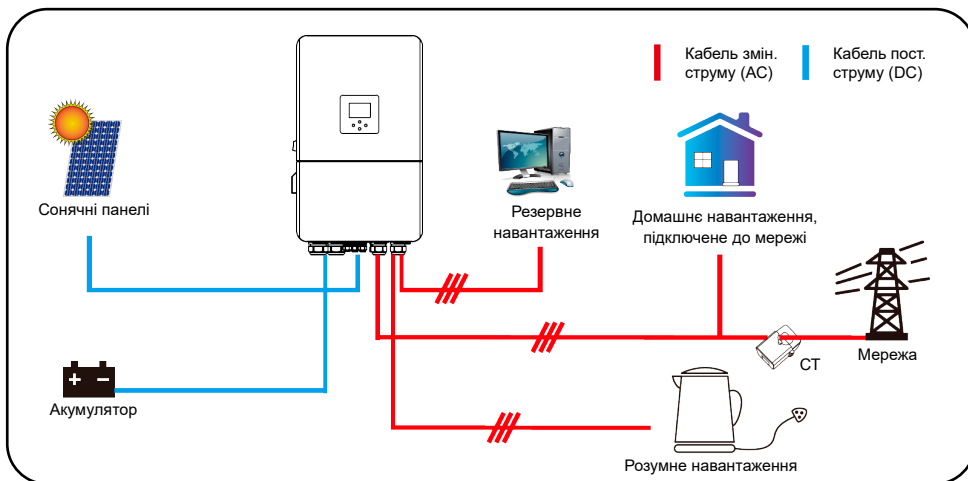 Кабель змін.
струму (AC)
Кабель пост.
струму (DC)
Сонячні панелі
Резервне
навантаження
Домашнє навантаження,
підключене до мережі
Мережа
CT
Акумулятор
Розумне навантаження